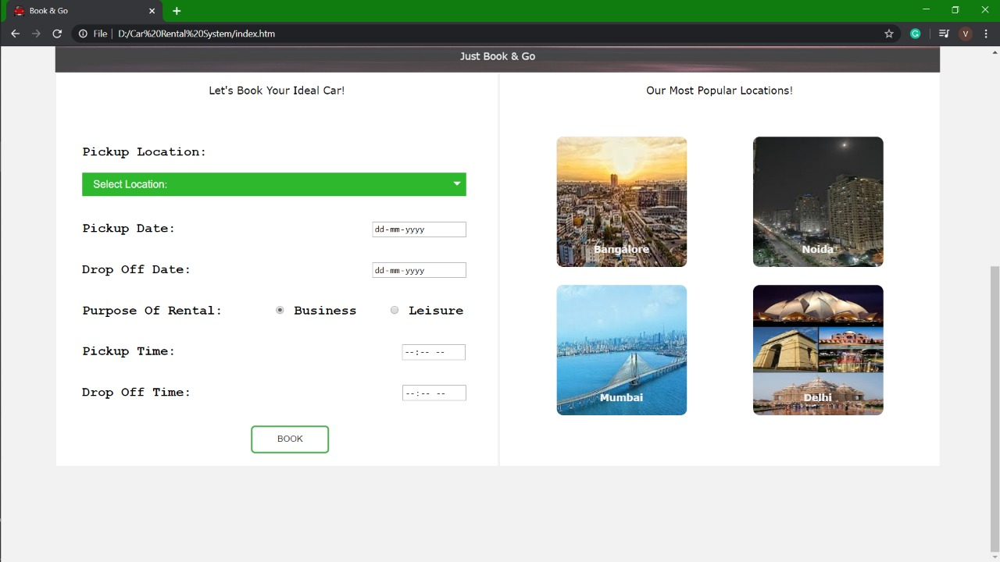 Book & Go
File | D:/Car%20Rental%20System/index.htm
V
Just Book & Go
Let's Book Your Ideal Car!
Pickup Location:
Select Location:
Pickup Date: dd-mm-yyyy
Drop Off Date: dd-mm-yyyy
Purpose Of Rental: Business Leisure
Pickup Time: --:-- --
Drop Off Time: --:-- --
BOOK
Our Most Popular Locations!
Bangalore
Noida
Mumbai
Delhi